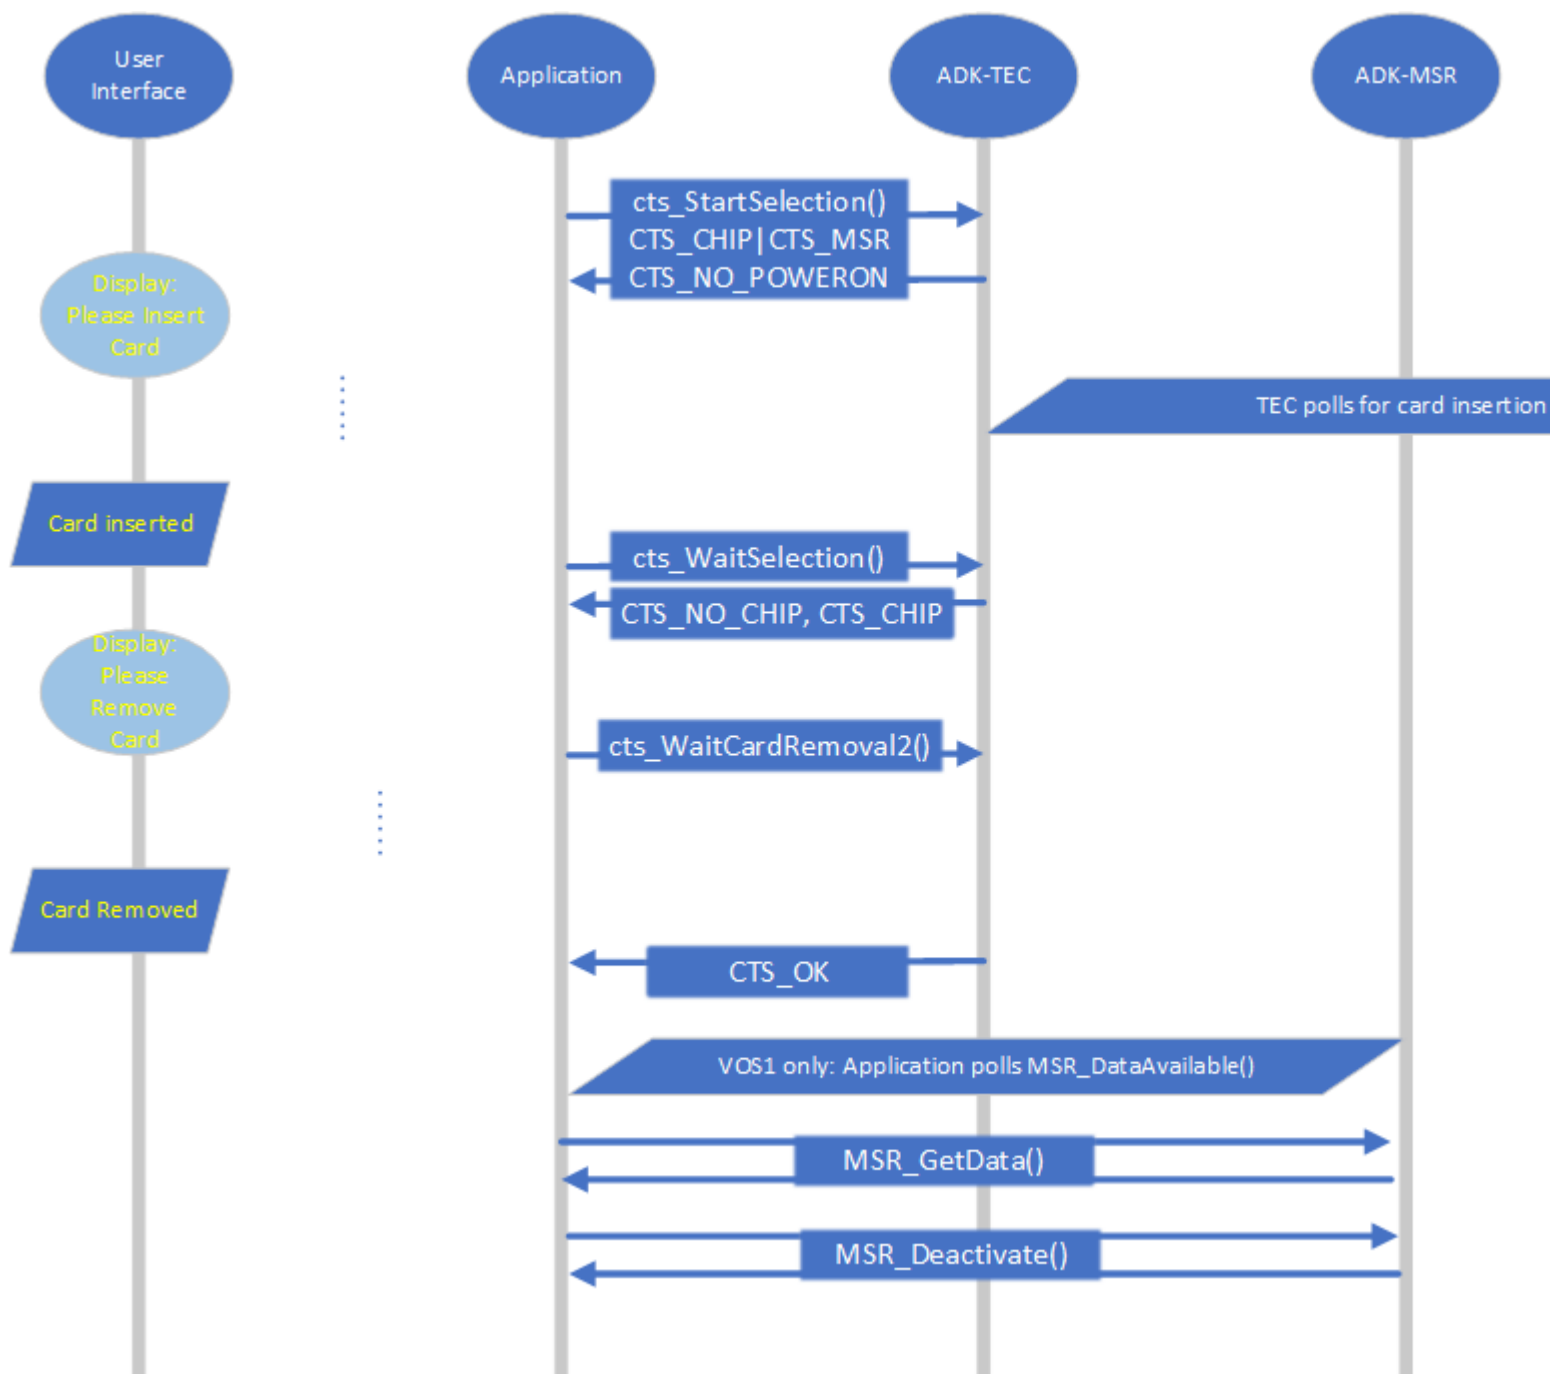 User
Interface
Application
ADK-TEC
ADK-MSR
cts_StartSelection()
CTS_CHIP|CTS_MSR
CTS_NO_POWERON
Display:
Please Insert
Card
TEC polls for card insertion
Card inserted
cts_WaitSelection()
CTS_NO_CHIP, CTS_CHIP
Display:
Please
Remove
Card
cts_WaitCardRemoval2()
Card Removed
CTS_OK
VOS1 only: Application polls MSR_DataAvailable()
MSR_GetData()
MSR_Deactivate()